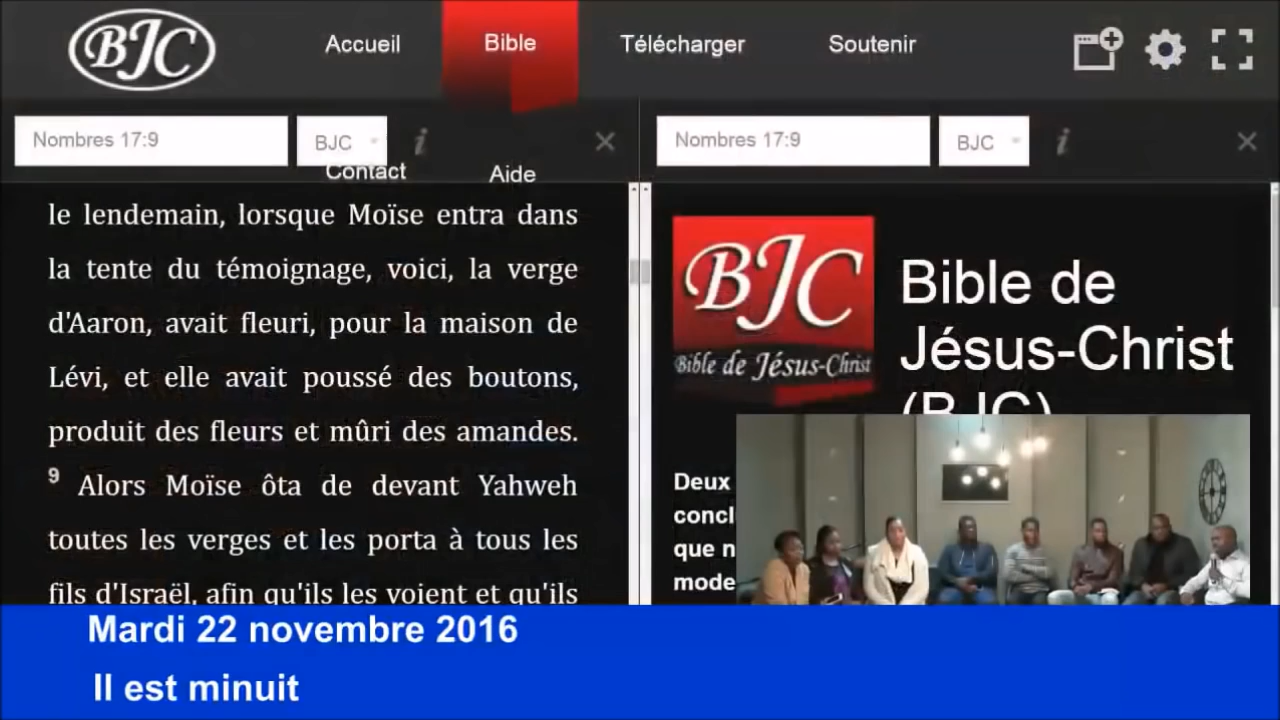 BJC
Accueil
Bible
Télécharger
Soutenir
Nombres 17:9
BJC
i
Contact
Aide
Nombres 17:9
BJC
i
le lendemain, lorsque Moïse entra dans
la tente du témoignage, voici, la verge
d'Aaron, avait fleuri, pour la maison de
Lévi, et elle avait poussé des boutons,
produit des fleurs et mûri des amandes.
9 Alors Moïse ôta de devant Yahweh
toutes les verges et les porta à tous les
fils d'Israël, afin qu'ils les voient et qu'ils
BJC
Bible de Jésus-Christ
Bible de
Jésus-Christ
(BJC)
Deux
concl
que n
mode
Mardi 22 novembre 2016
Il est minuit